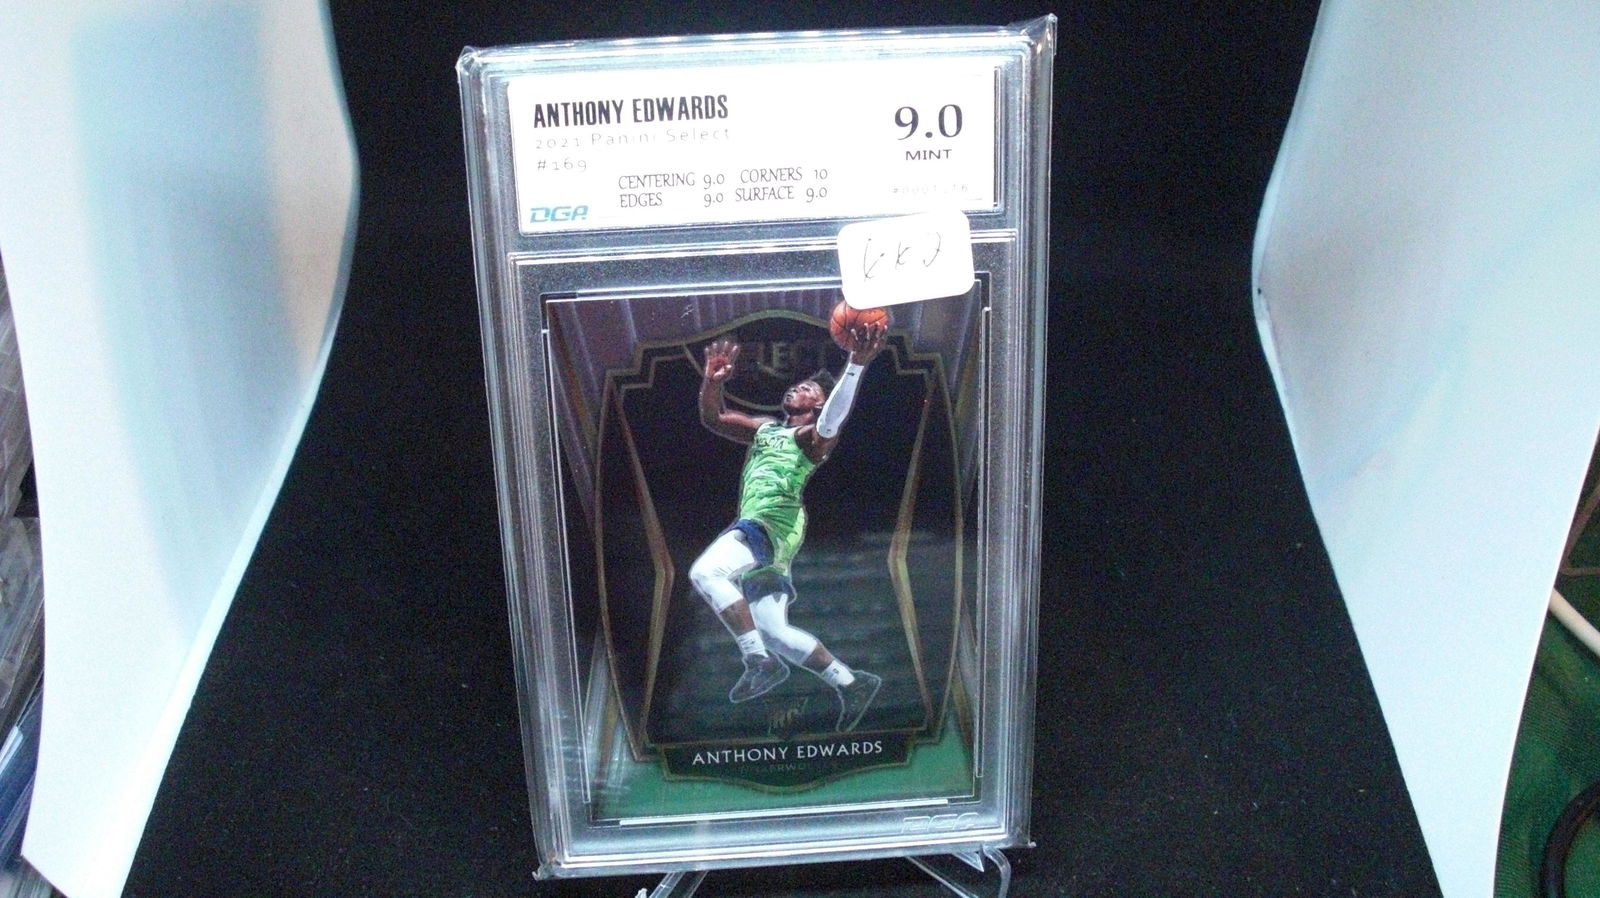 ANTHONY EDWARDS
2021 Panini Select
#169
9.0
MINT
CENTERING 9.0 CORNERS 10
EDGES 9.0 SURFACE 9.0
DGA
SELECT
ANTHONY EDWARDS
DGA